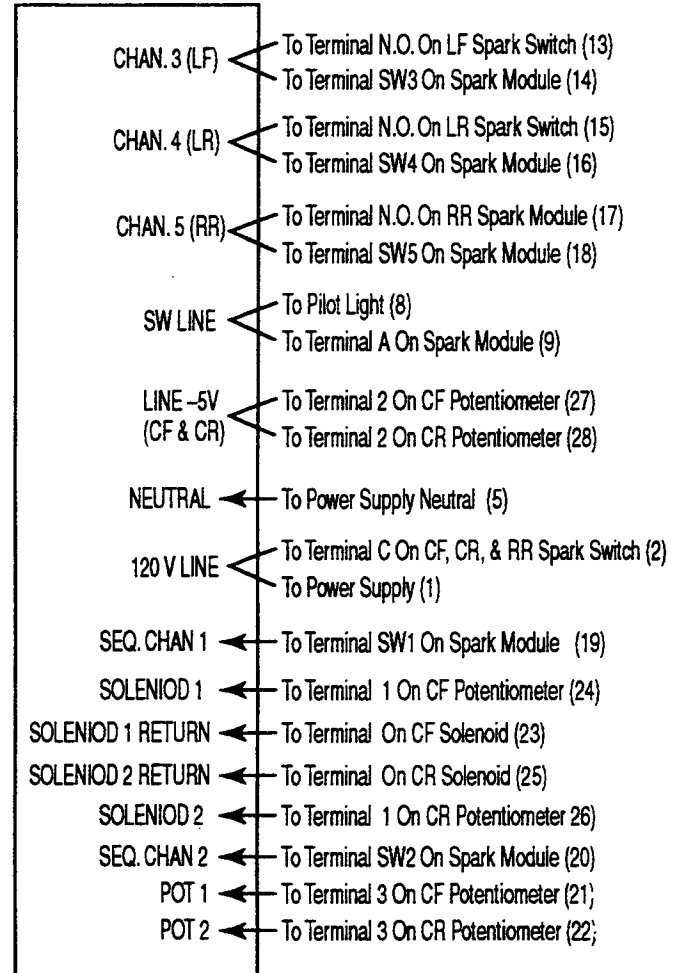 CHAN. 3 (LF)
To Terminal N.O. On LF Spark Switch (13)
To Terminal SW3 On Spark Module (14)
CHAN. 4 (LR)
To Terminal N.O. On LR Spark Switch (15)
To Terminal SW4 On Spark Module (16)
CHAN. 5 (RR)
To Terminal N.O. On RR Spark Module (17)
To Terminal SW5 On Spark Module (18)
SW LINE
To Pilot Light (8)
To Terminal A On Spark Module (9)
LINE –5V
(CF & CR)
To Terminal 2 On CF Potentiometer (27)
To Terminal 2 On CR Potentiometer (28)
NEUTRAL To Power Supply Neutral (5)
120 V LINE
To Terminal C On CF, CR, & RR Spark Switch (2)
To Power Supply (1)
SEQ. CHAN 1 To Terminal SW1 On Spark Module (19)
SOLENIOD 1 To Terminal 1 On CF Potentiometer (24)
SOLENIOD 1 RETURN To Terminal On CF Solenoid (23)
SOLENIOD 2 RETURN To Terminal On CR Solenoid (25)
SOLENIOD 2 To Terminal 1 On CR Potentiometer 26)
SEQ. CHAN 2 To Terminal SW2 On Spark Module (20)
POT 1 To Terminal 3 On CF Potentiometer (21)
POT 2 To Terminal 3 On CR Potentiometer (22)